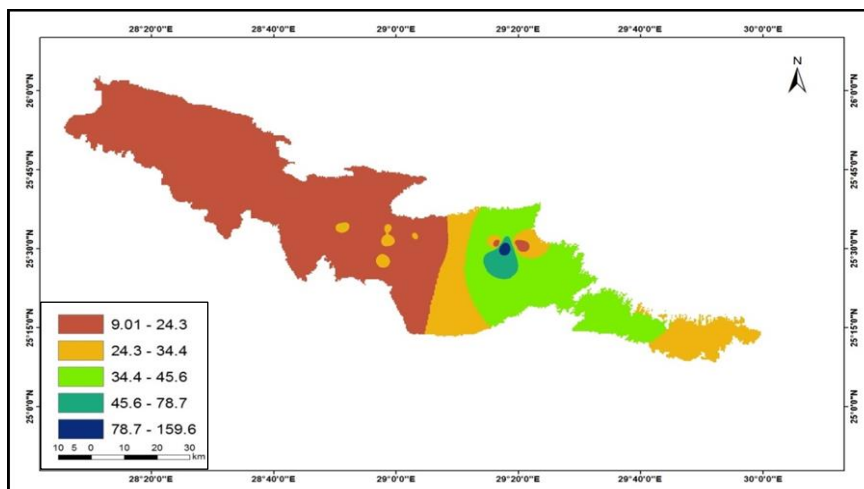 28°20'0"E 28°40'0"E 29°0'0"E 29°20'0"E 29°40'0"E 30°0'0"E
N
26°0'0"N 26°0'0"N
25°45'0"N 25°45'0"N
25°30'0"N 25°30'0"N
25°15'0"N 25°15'0"N
25°0'0"N 25°0'0"N
9.01 - 24.3
24.3 - 34.4
34.4 - 45.6
45.6 - 78.7
78.7 - 159.6
10 5 0 10 20 30
km
28°20'0"E 28°40'0"E 29°0'0"E 29°20'0"E 29°40'0"E 30°0'0"E